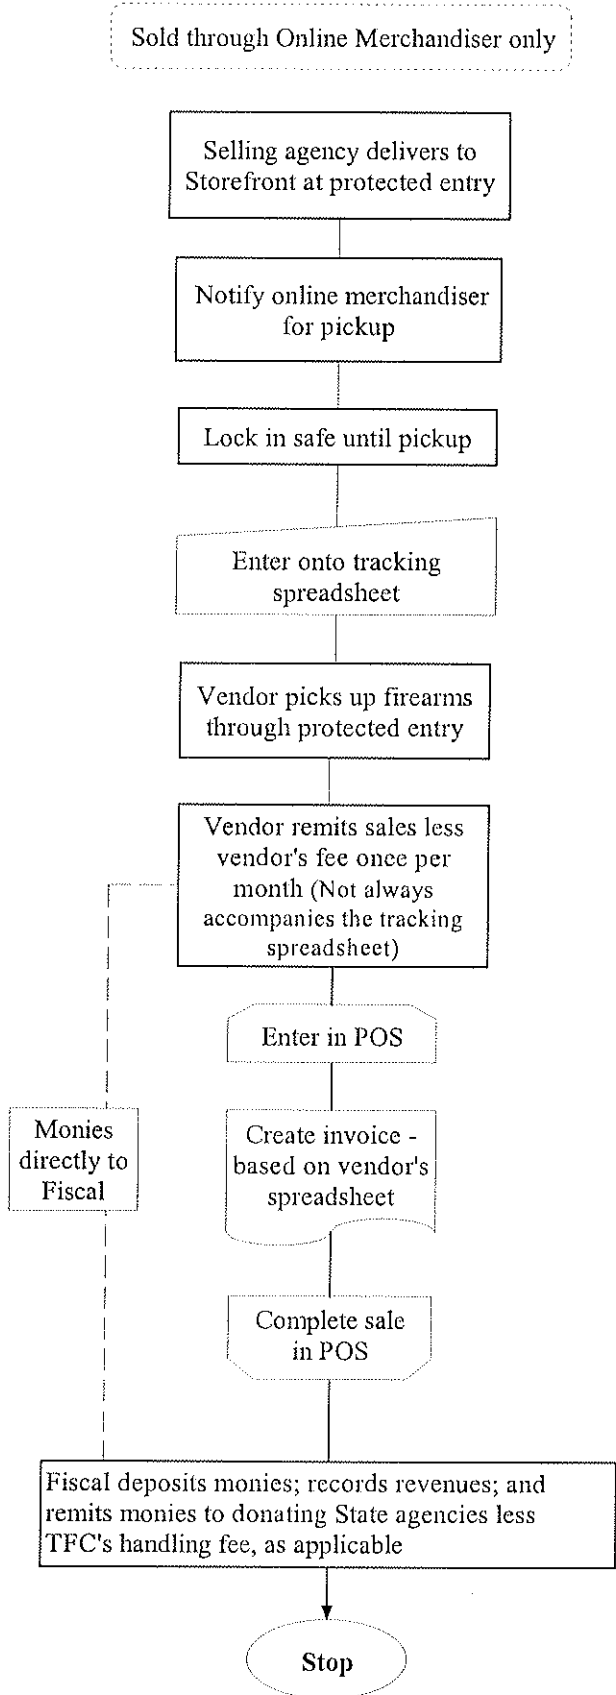 Sold through Online Merchandiser only
Selling agency delivers to
Storefront at protected entry
Notify online merchandiser
for pickup
Lock in safe until pickup
Enter onto tracking
spreadsheet
Vendor picks up firearms
through protected entry
Vendor remits sales less
vendor's fee once per
month (Not always
accompanies the tracking
spreadsheet)
Enter in POS
Monies
directly to
Fiscal
Create invoice -
based on vendor's
spreadsheet
Complete sale
in POS
Fiscal deposits monies; records revenues; and
remits monies to donating State agencies less
TFC's handling fee, as applicable
Stop